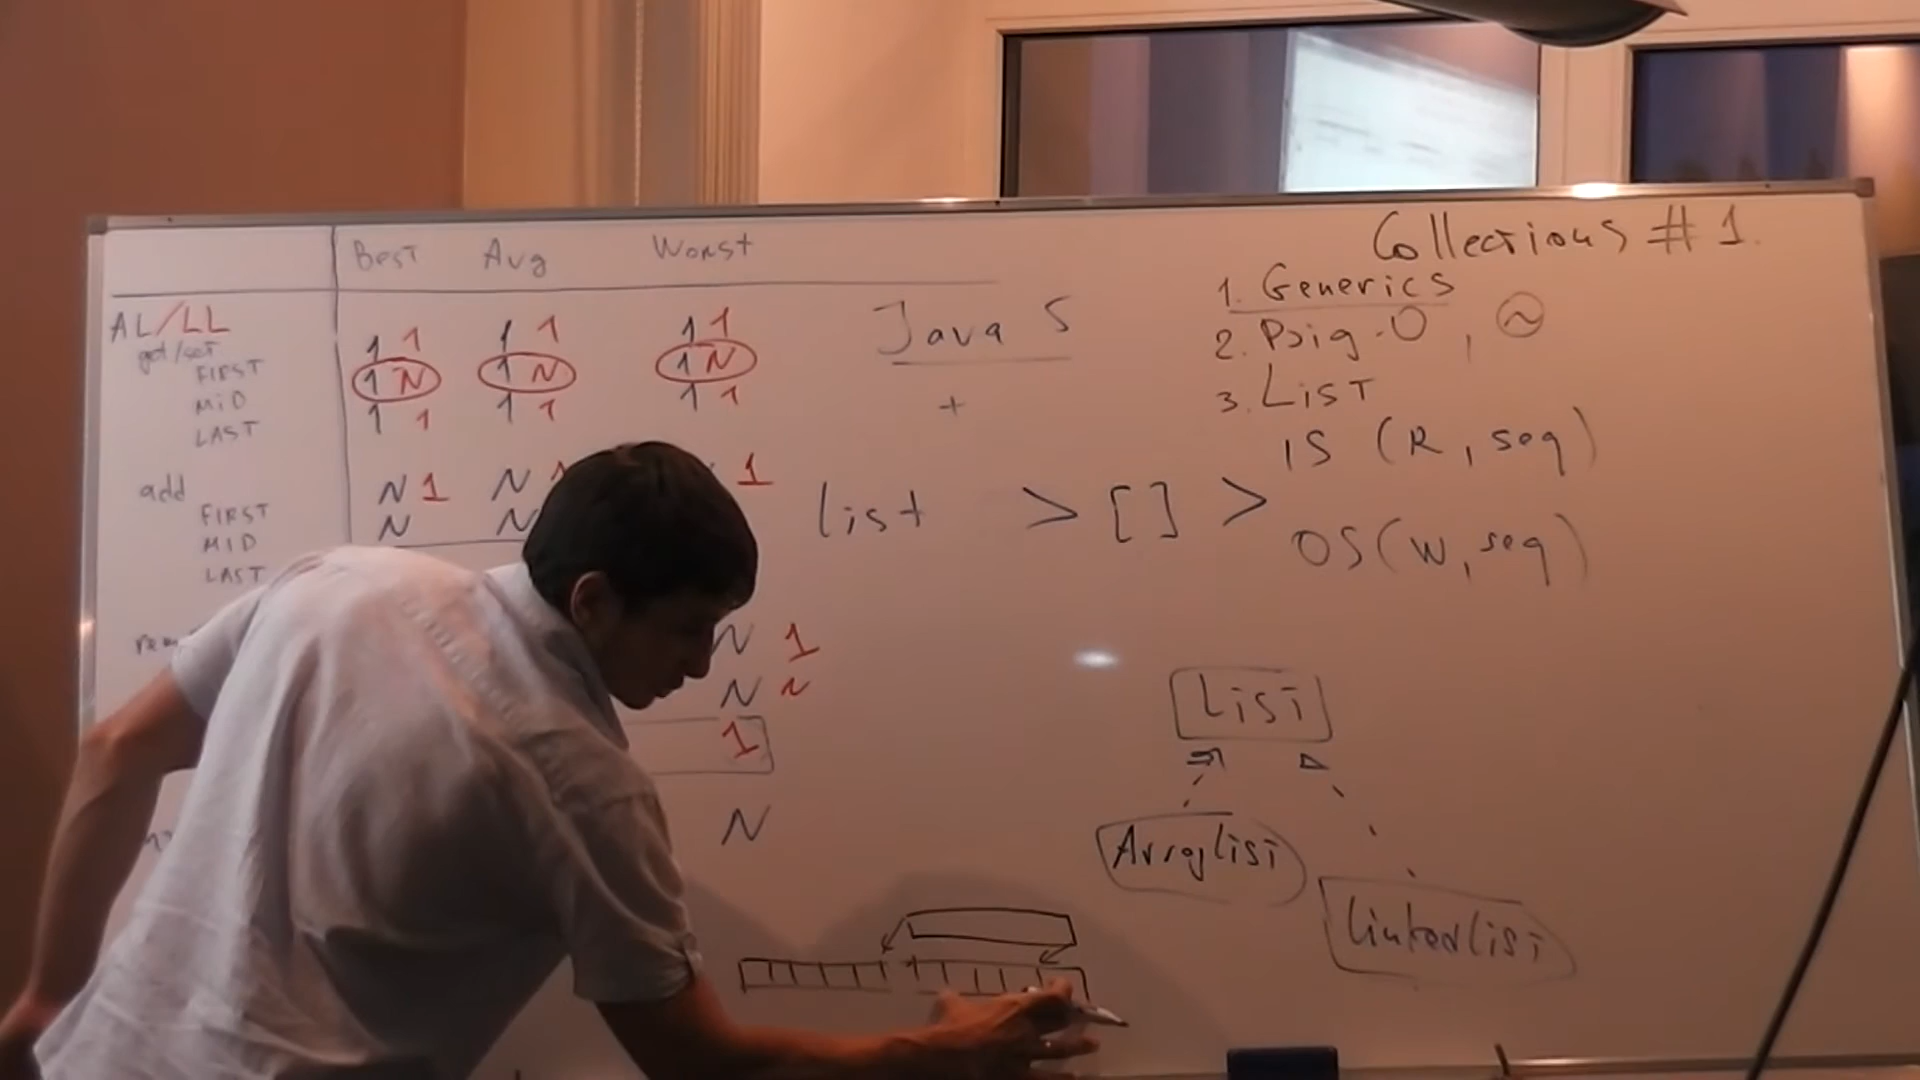 Best Avg Worst
AL/LL
get/set
1 1 1 1 1 1
FIRST
1 N 1 N 1 N
MID
1 1 1 1 1 1
LAST
add
N 1 N 1 1
FIRST
N N
MID
LAST
rem
N 1
N N
1
N
Java 5
+
list > [] >
Collections #1.
1. Generics
2. Big-O, ~
3. List
IS (R, seq)
OS (W, seq)
List
ArrayList
LinkedList